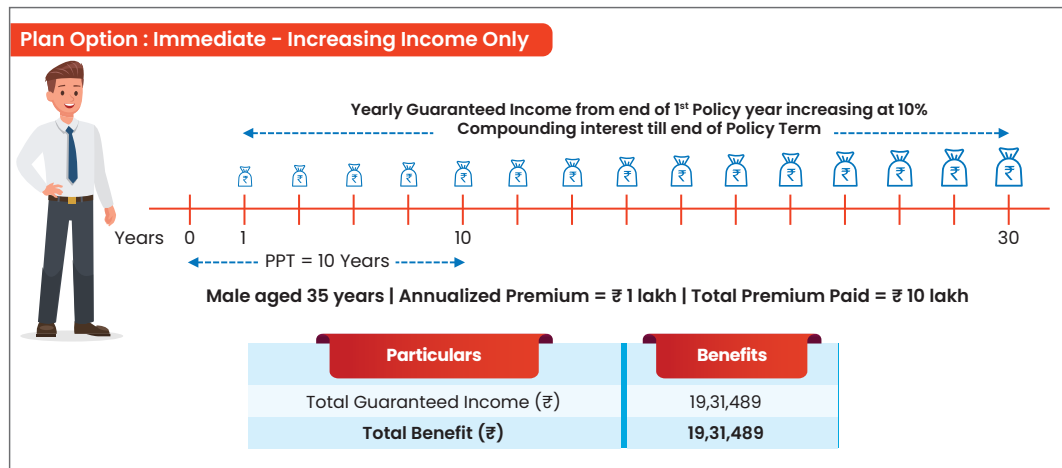 Plan Option : Immediate - Increasing Income Only
Yearly Guaranteed Income from end of 1st Policy year increasing at 10%
Compounding interest till end of Policy Term
₹ ₹ ₹ ₹ ₹ ₹ ₹ ₹ ₹ ₹ ₹ ₹ ₹ ₹ ₹
Years 0 1 10 30
PPT = 10 Years
Male aged 35 years | Annualized Premium = ₹ 1 lakh | Total Premium Paid = ₹ 10 lakh
Particulars Benefits
Total Guaranteed Income (₹) 19,31,489
Total Benefit (₹) 19,31,489